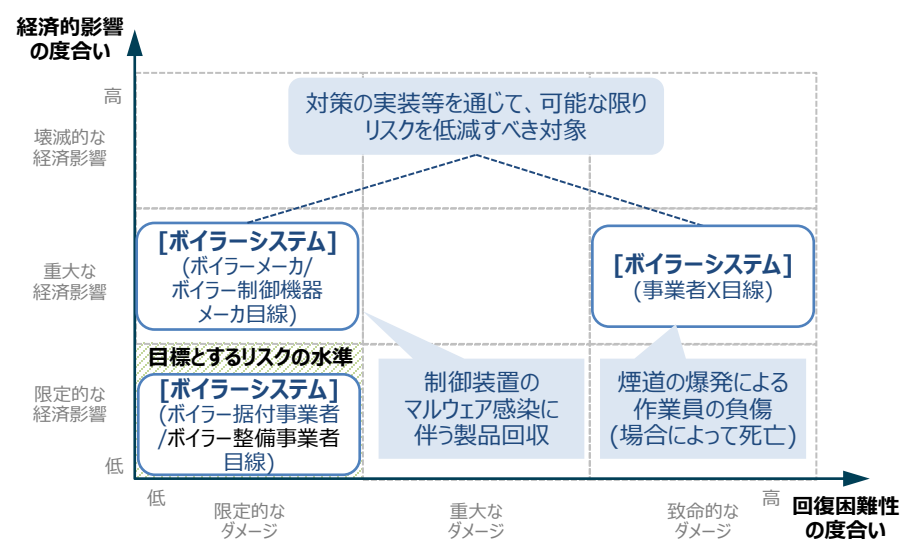 経済的影響
の度合い
高
対策の実装等を通じて、可能な限り
リスクを低減すべき対象
壊滅的な
経済影響
[ボイラーシステム]
(ボイラーメーカ/
ボイラー制御機器
メーカ目線)
[ボイラーシステム]
(事業者X目線)
重大な
経済影響
目標とするリスクの水準
[ボイラーシステム]
(ボイラー据付事業者
/ボイラー整備事業者
目線)
制御装置の
マルウェア感染に
伴う製品回収
煙道の爆発による
作業員の負傷
(場合によって死亡)
限定的な
経済影響
低
低
限定的な
ダメージ
重大な
ダメージ
致命的な
ダメージ
高
回復困難性
の度合い